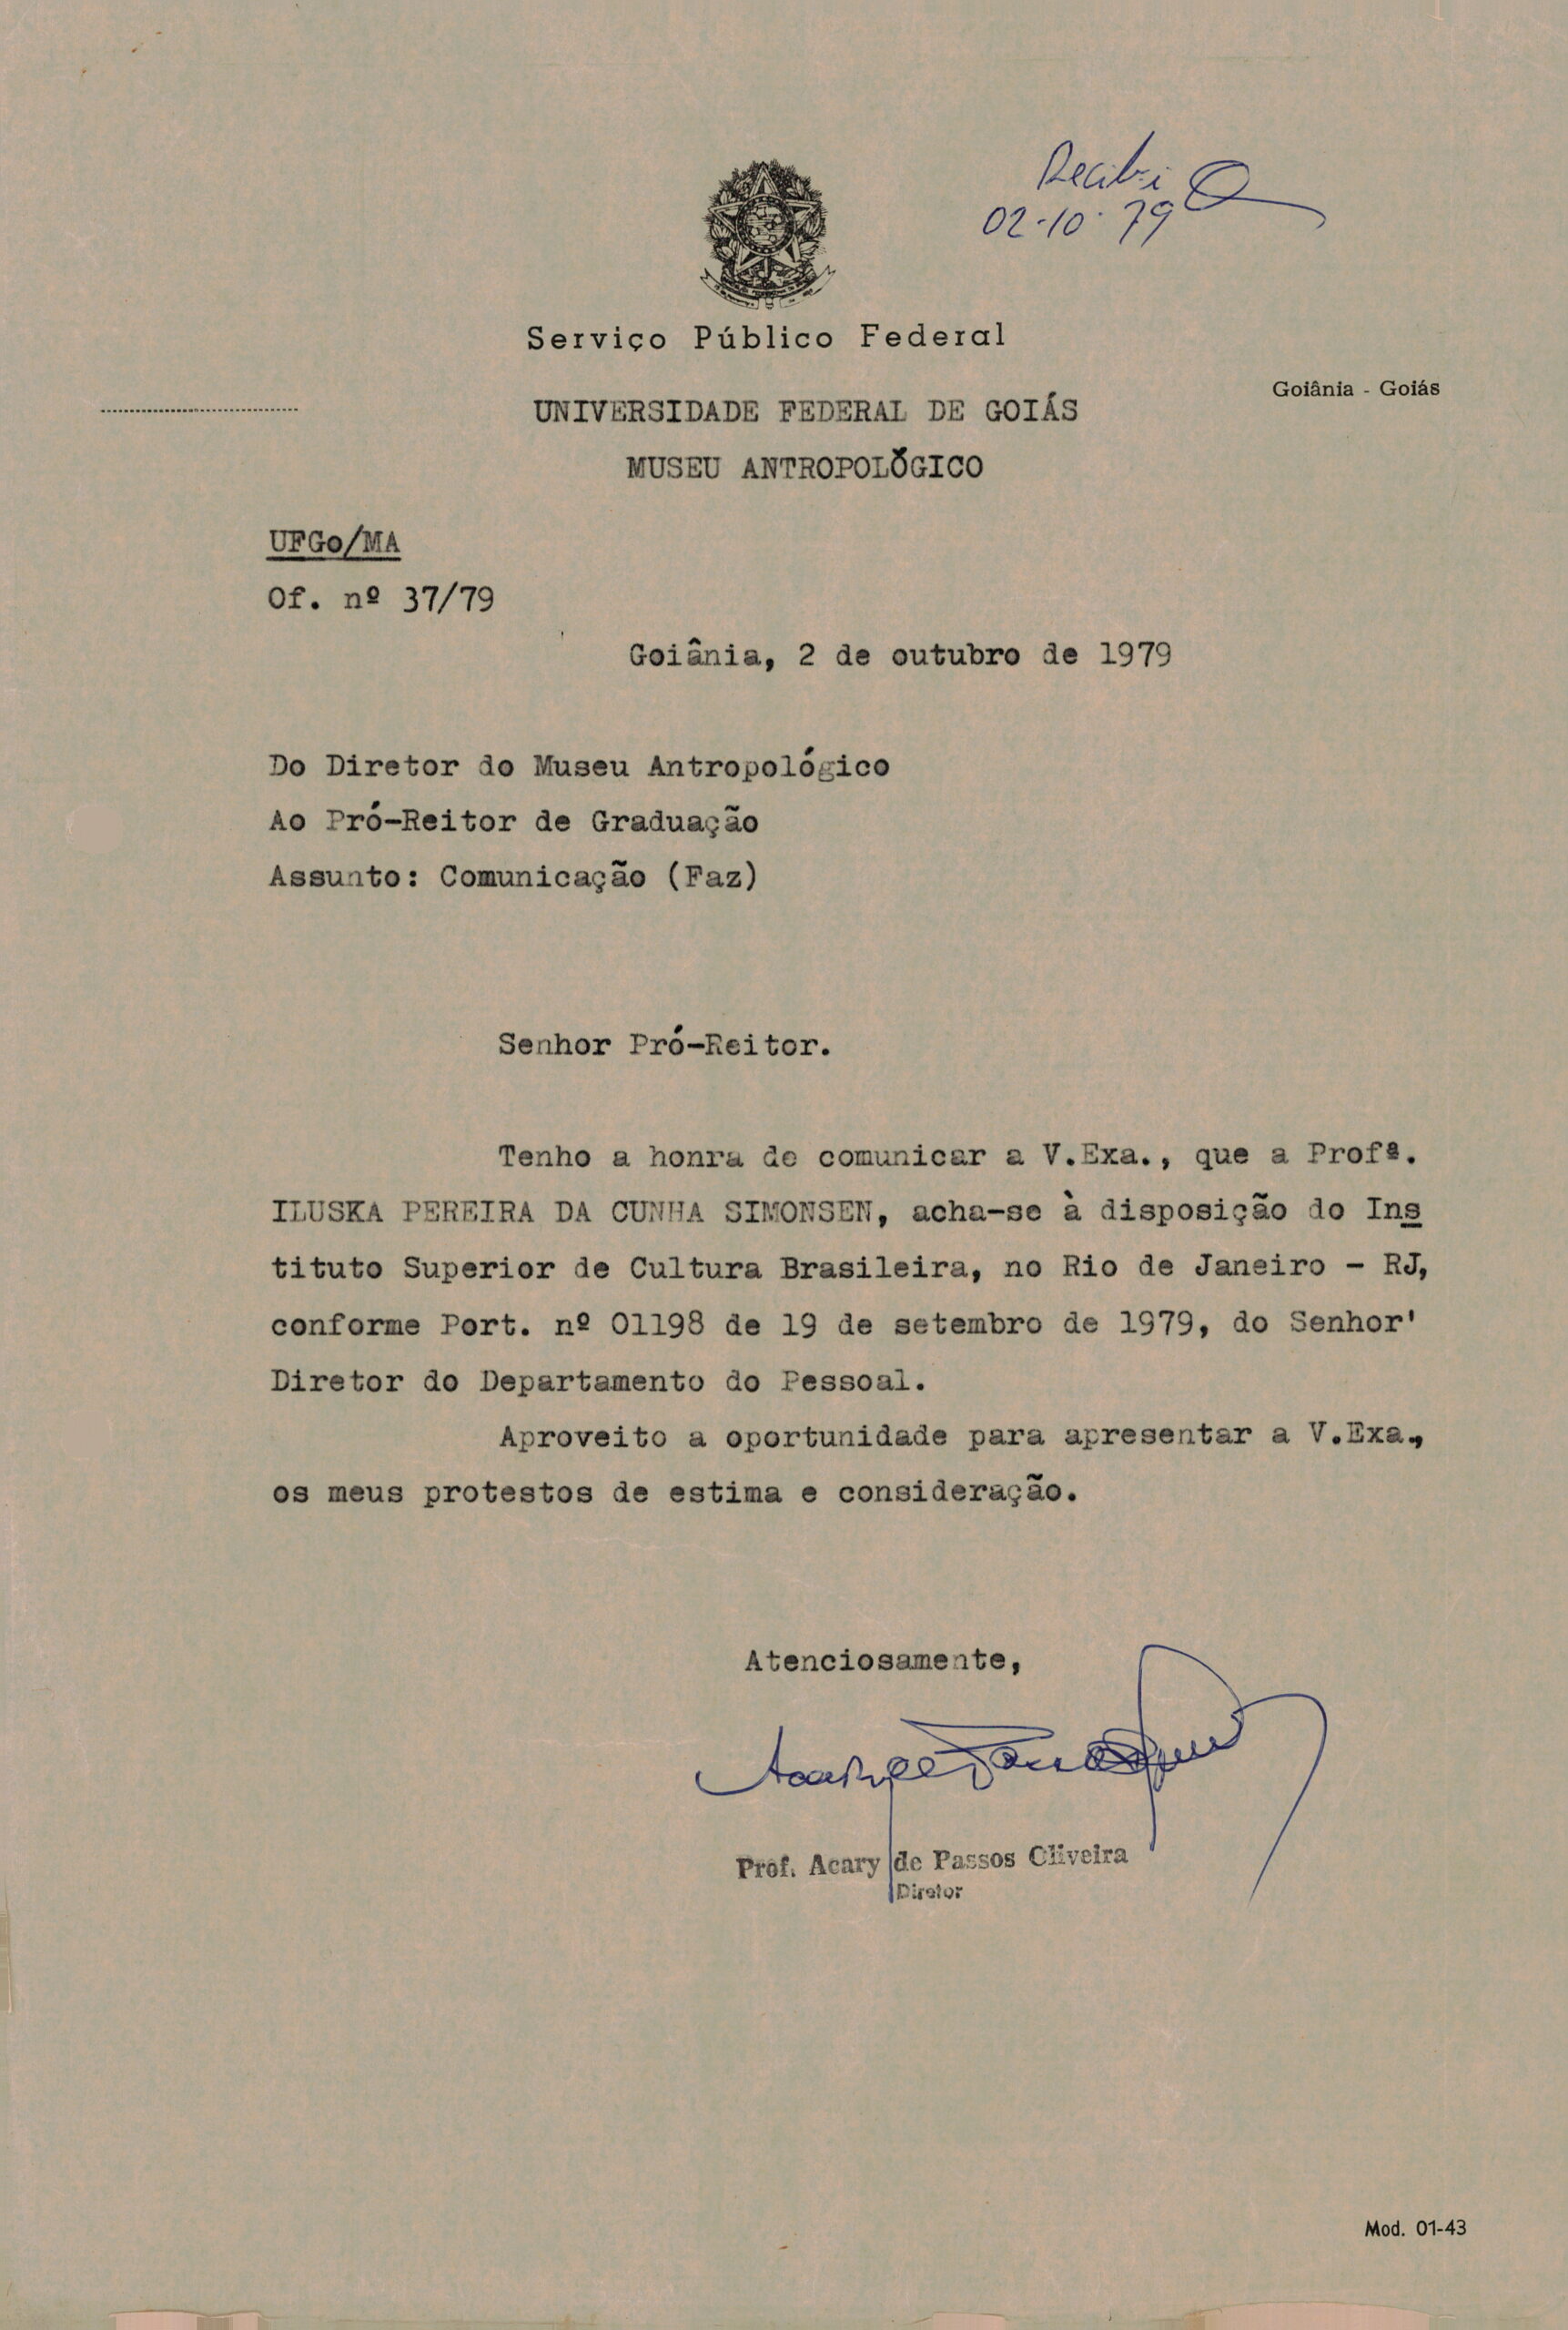 Recibi
02-10-79
Serviço Público Federal
Goiânia - Goiás
UNIVERSIDADE FEDERAL DE GOIÁS
MUSEU ANTROPOLÓGICO
UFGo/MA
Of. nº 37/79
Goiânia, 2 de outubro de 1979
Do Diretor do Museu Antropológico
Ao Pró-Reitor de Graduação
Assunto: Comunicação (Faz)
Senhor Pró-Reitor.
Tenho a honra de comunicar a V.Exa., que a Profª.
ILUSKA PEREIRA DA CUNHA SIMONSEN, acha-se à disposição do Ins
tituto Superior de Cultura Brasileira, no Rio de Janeiro - RJ,
conforme Port. nº 01198 de 19 de setembro de 1979, do Senhor'
Diretor do Departamento do Pessoal.
Aproveito a oportunidade para apresentar a V.Exa.,
os meus protestos de estima e consideração.
Atenciosamente,
Prof. Acary de Passos Oliveira
Diretor
Mod. 01-43